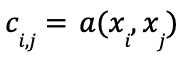 c_{i,j} = a(x_i, x_j)